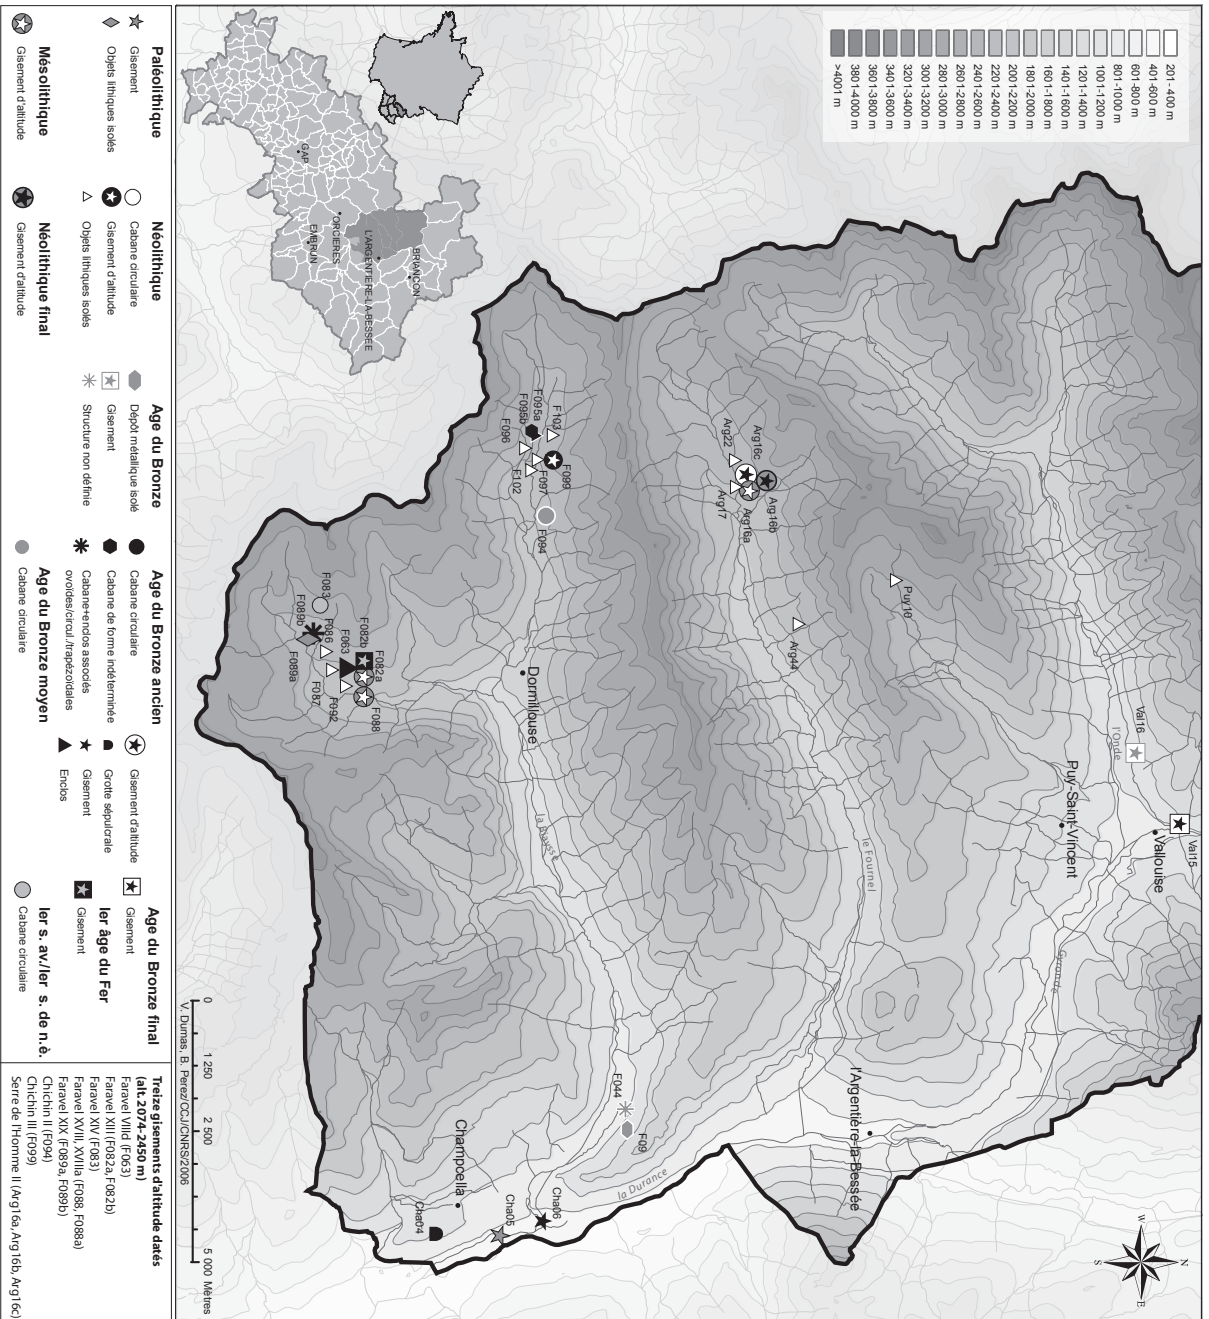 201 - 400 m
401-600 m
601-800 m
801-1000 m
1001-1200 m
1201-1400 m
1401-1600 m
1601-1800 m
1801-2000 m
2001-2200 m
2201-2400 m
2401-2600 m
2601-2800 m
2801-3000 m
3001-3200 m
3201-3400 m
3401-3600 m
3601-3800 m
3801-4000 m
>4001 m
GAP
ORCIERES
EMBRUN
L'ARGENTIERE-LA-BESSEE
BRIANCON
N
W
E
S
Val15
Vallouise
Val16
l'Onde
Puy-Saint-Vincent
Gyronde
Puy10
le Fournel
l'Argentière-la-Bessée
Arg16c
Arg16b
Arg22
Arg16a
Arg17
Arg44
F103
F099
F095a
F095b
F097
F096
F102
F094
Dormillouse
la Biaysse
F044
F09
la Durance
Cha06
Cha05
Champcella
Cha04
F082b
F082a
F088
F063
F083
F086
F089b
F092
F087
F089a
0
1 250
2 500
5 000 Mètres
V. Dumas, B. Perez/CCJ/CNRS/2006
Paléolithique
Gisement
Objets lithiques isolés
Mésolithique
Gisement d'altitude
Néolithique
Cabane circulaire
Gisement d'altitude
Objets lithiques isolés
Néolithique final
Gisement d'altitude
Age du Bronze
Dépôt métallique isolé
Gisement
Structure non définie
Age du Bronze ancien
Cabane circulaire
Cabane de forme indéterminée
Cabane+enclos associés
ovoïdes/circul./trapézoïdales
Age du Bronze moyen
Cabane circulaire
Gisement d'altitude
Grotte sépulcrale
Gisement
Enclos
Age du Bronze final
Gisement
Ier âge du Fer
Gisement
Ier s. av./Ier s. de n.è.
Cabane circulaire
Treize gisements d'altitude datés
(alt. 2074-2450 m)
Faravel VIIId (F063)
Faravel XII (F082a, F082b)
Faravel XIV (F083)
Faravel XVIII, XVIIIa (F088, F088a)
Faravel XIX (F089a, F089b)
Chichin II (F094)
Chichin III (F099)
Serre de l'Homme II (Arg16a, Arg16b, Arg16c)